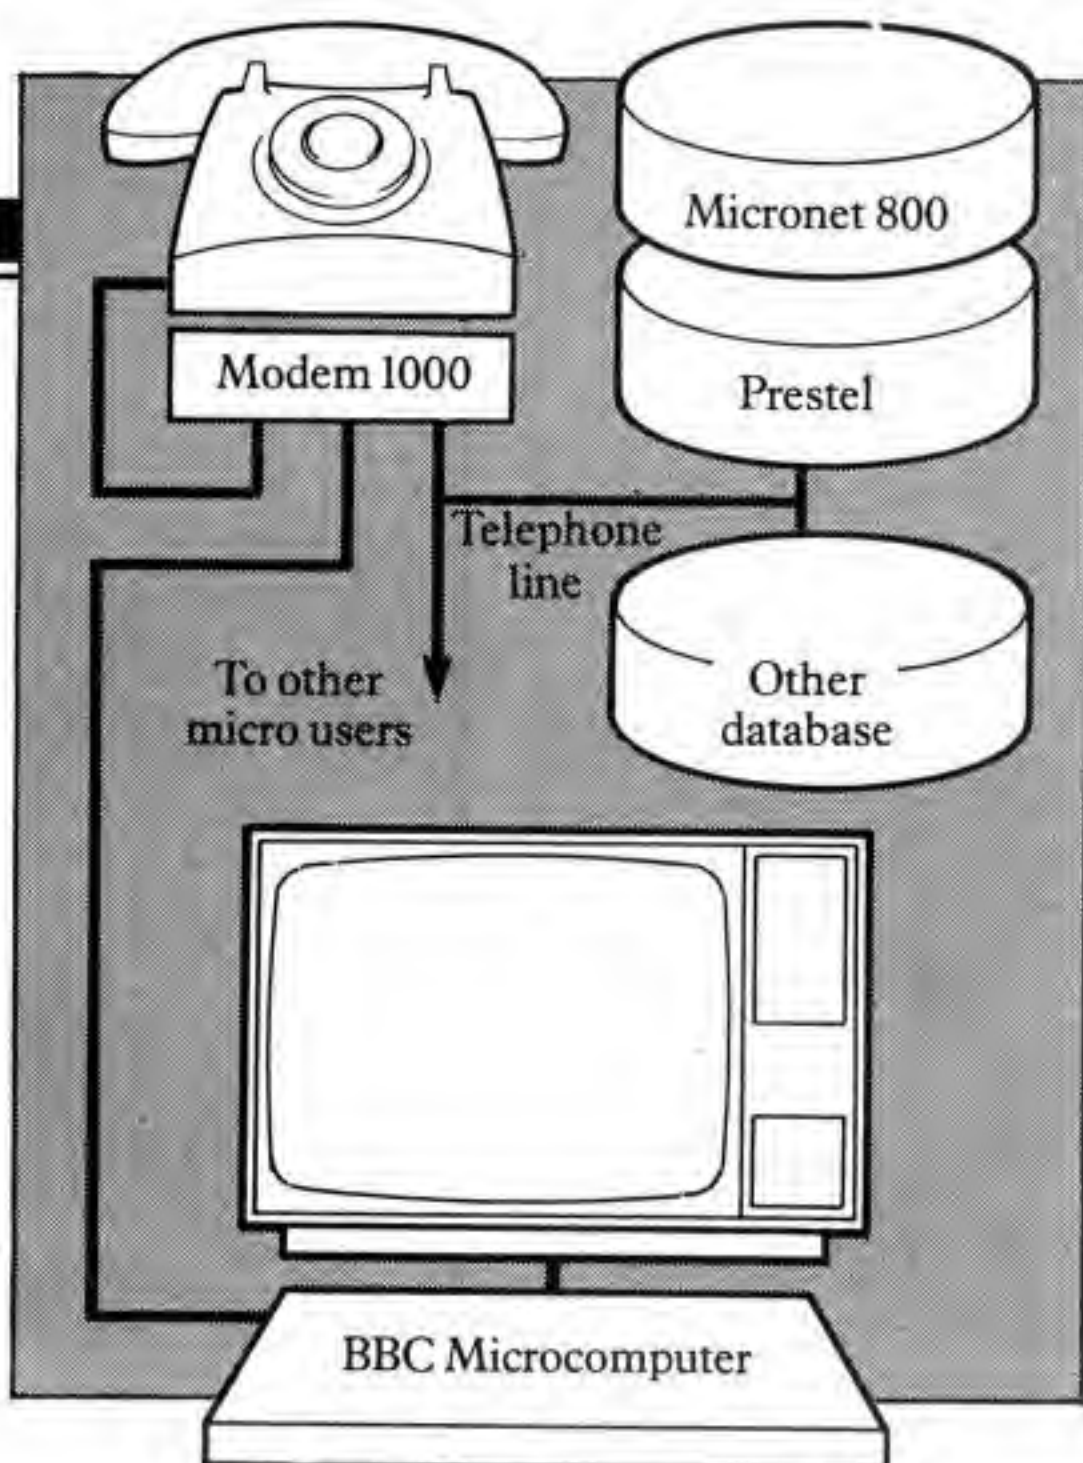 Micronet 800
Modem 1000
Prestel
Telephone
line
To other
micro users
Other
database
BBC Microcomputer